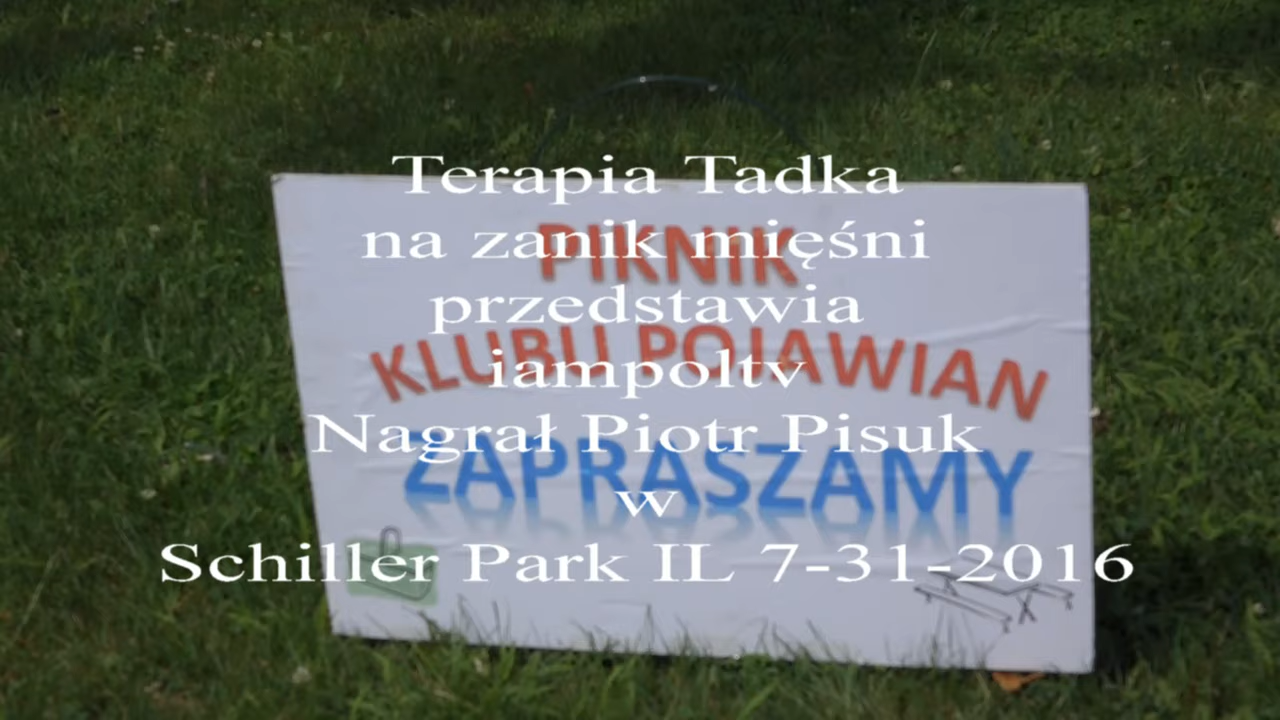 Terapia Tadka
na zanik mięśni
przedstawia
iampoltv
Nagrał Piotr Pisuk
w
Schiller Park IL 7-31-2016
PIKNIK
KLUBU POJAWIAN
ZAPRASZAMY